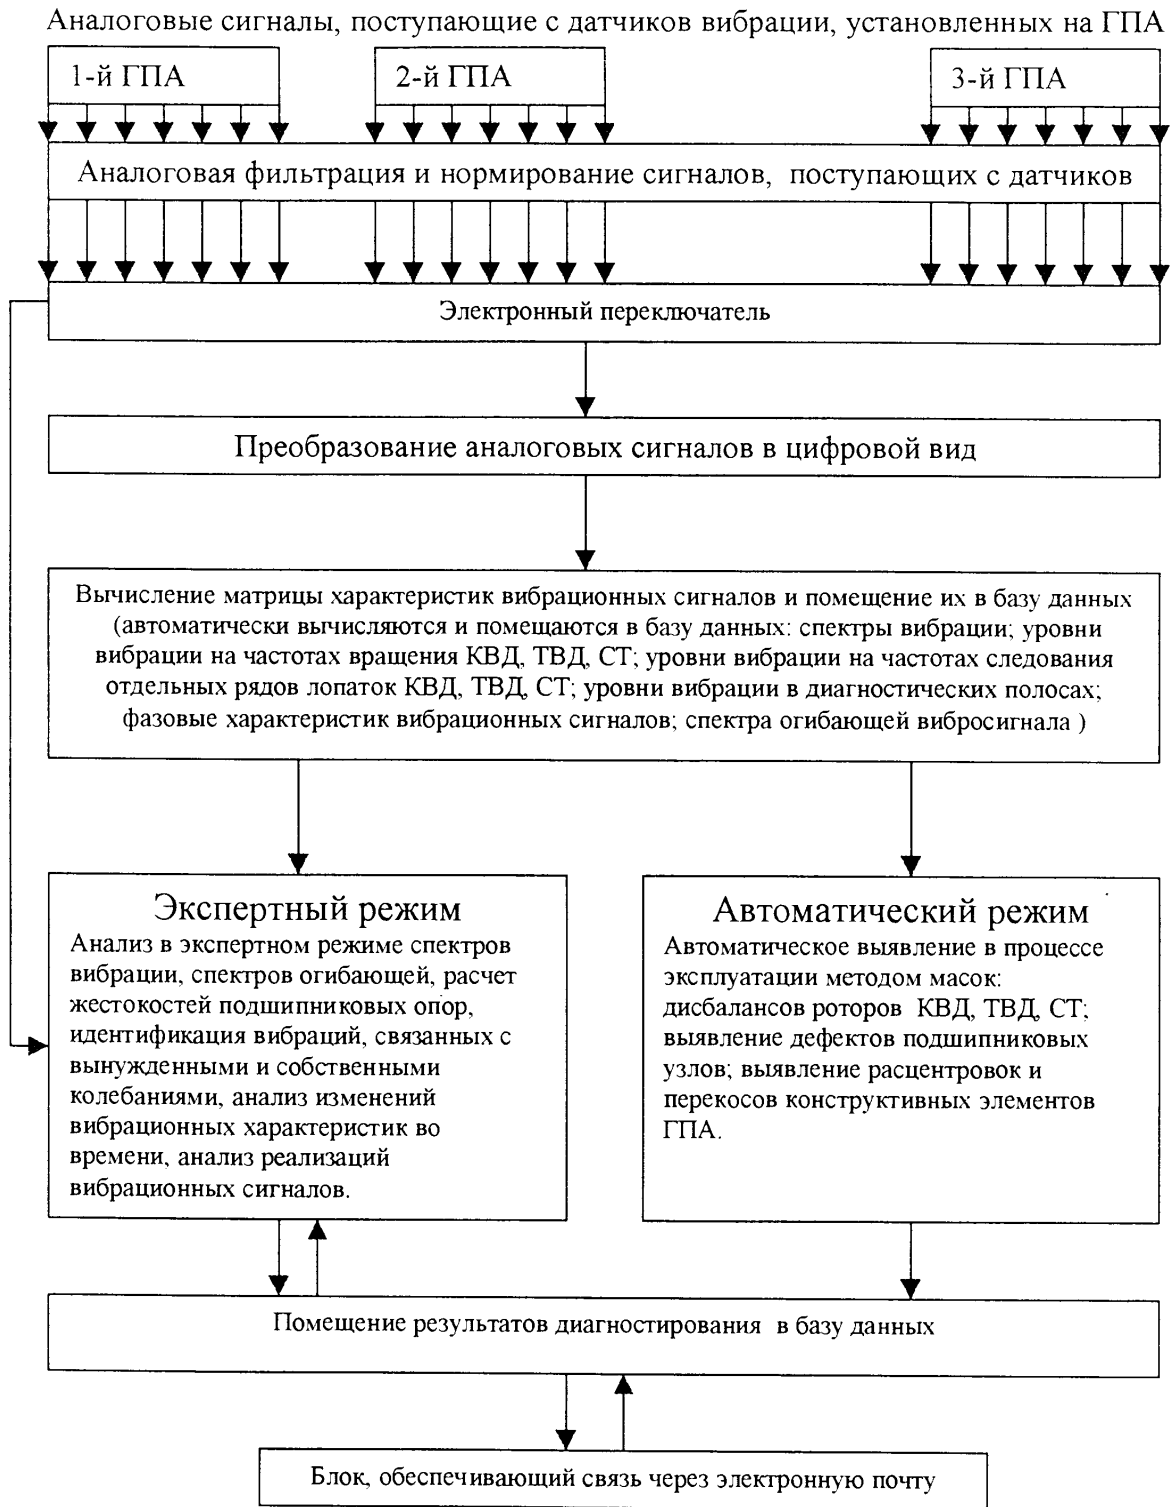 Аналоговые сигналы, поступающие с датчиков вибрации, установленных на ГПА
1-й ГПА
2-й ГПА
3-й ГПА
Аналоговая фильтрация и нормирование сигналов, поступающих с датчиков
Электронный переключатель
Преобразование аналоговых сигналов в цифровой вид
Вычисление матрицы характеристик вибрационных сигналов и помещение их в базу данных
(автоматически вычисляются и помещаются в базу данных: спектры вибрации; уровни
вибрации на частотах вращения КВД, ТВД, СТ; уровни вибрации на частотах следования
отдельных рядов лопаток КВД, ТВД, СТ; уровни вибрации в диагностических полосах;
фазовые характеристик вибрационных сигналов; спектра огибающей вибросигнала )
Экспертный режим
Анализ в экспертном режиме спектров
вибрации, спектров огибающей, расчет
жестокостей подшипниковых опор,
идентификация вибраций, связанных с
вынужденными и собственными
колебаниями, анализ изменений
вибрационных характеристик во
времени, анализ реализаций
вибрационных сигналов.
Автоматический режим
Автоматическое выявление в процессе
эксплуатации методом масок:
дисбалансов роторов КВД, ТВД, СТ;
выявление дефектов подшипниковых
узлов; выявление расцентровок и
перекосов конструктивных элементов
ГПА.
Помещение результатов диагностирования в базу данных
Блок, обеспечивающий связь через электронную почту